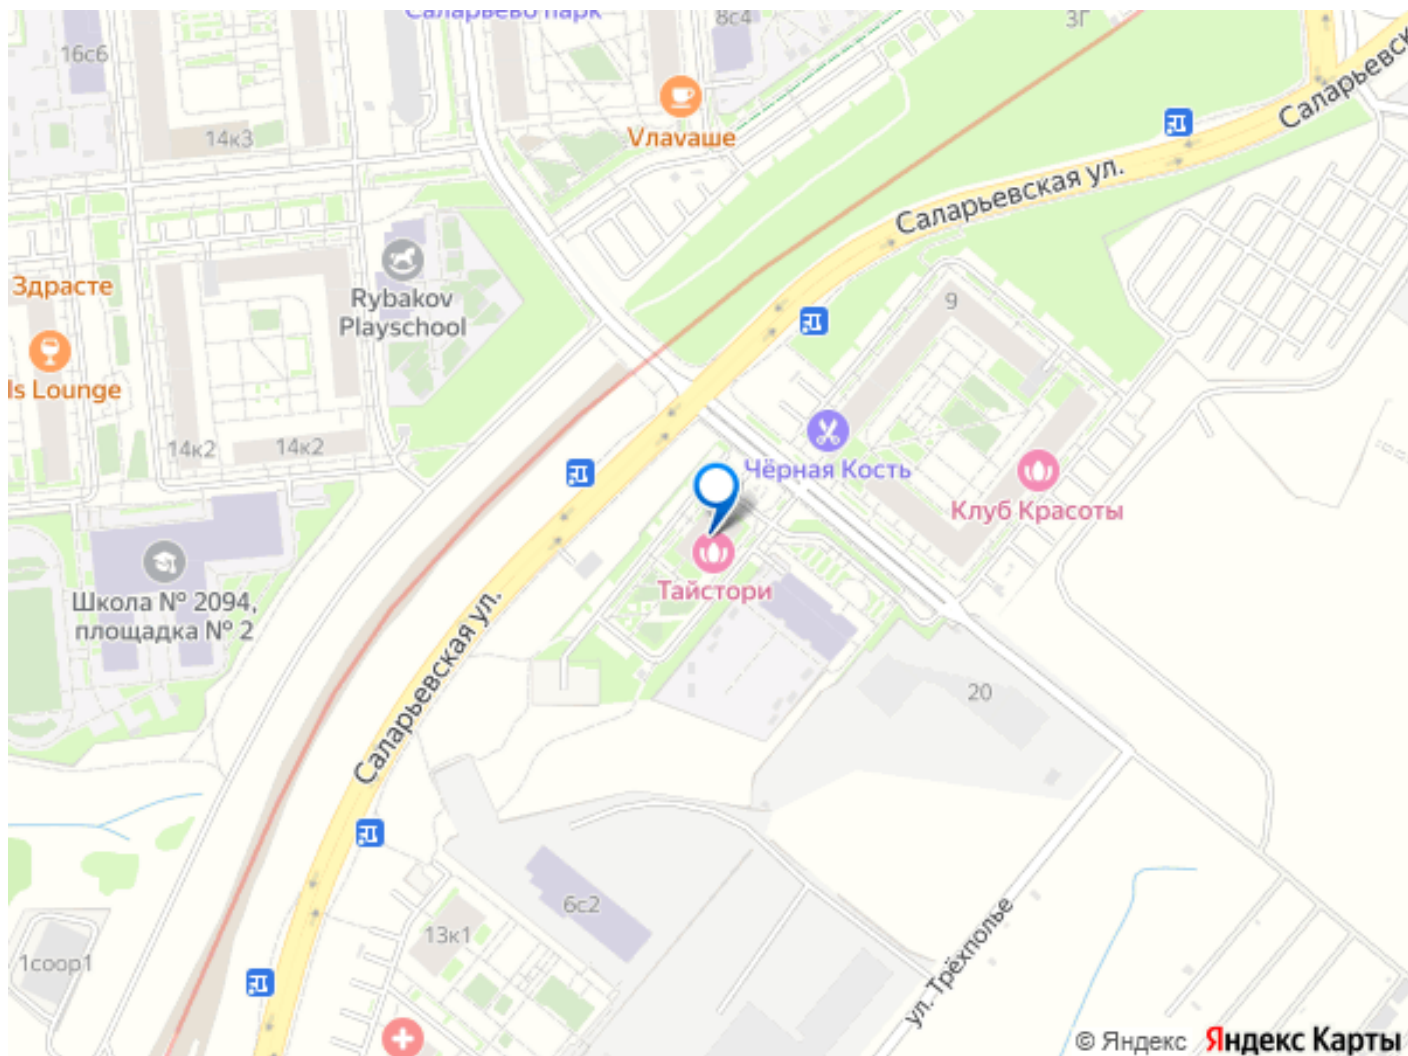 Саларьево парк
8с4
3Г
16с6
14к3
Vлаваше
Саларьевская ул.
Саларьевск
Здрасте
Rybakov
Playschool
9
ls Lounge
14к2
14к2
Чёрная Кость
Клуб Красоты
Тайстори
Школа № 2094,
площадка № 2
Саларьевская ул.
20
6с2
13к1
1соор1
ул. Трёхполье
© Яндекс Яндекс Карты